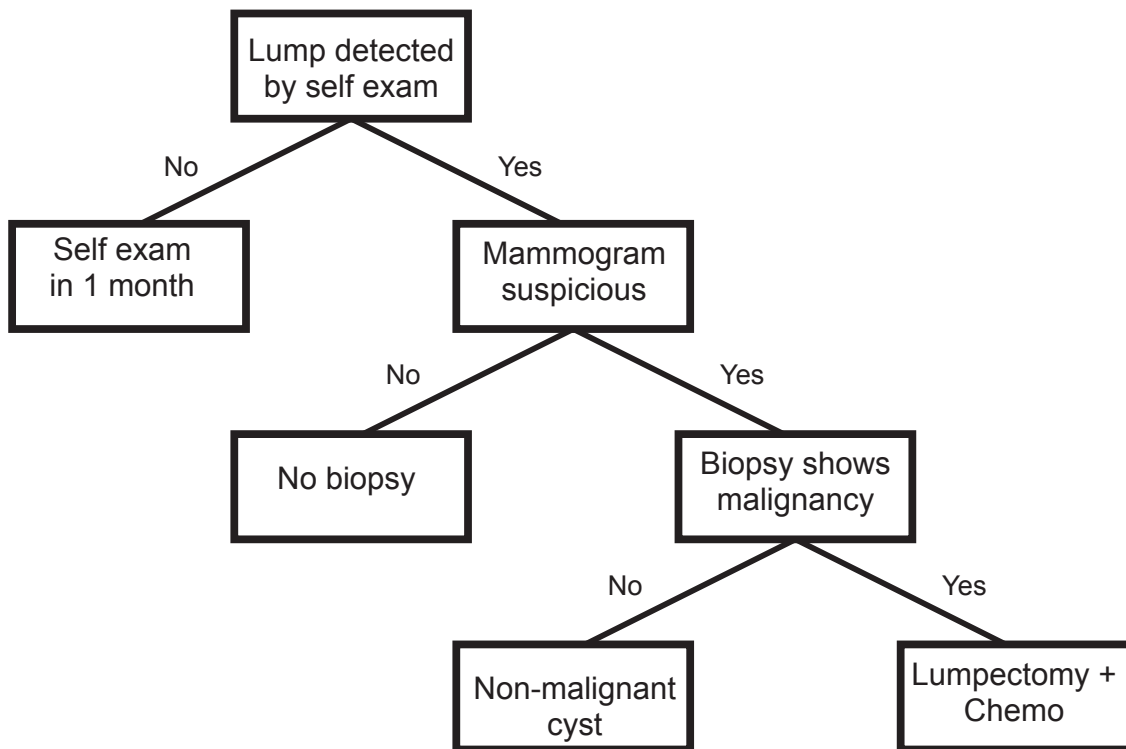 Lump detected
by self exam
No
Yes
Self exam
in 1 month
Mammogram
suspicious
No
Yes
No biopsy
Biopsy shows
malignancy
No
Yes
Non-malignant
cyst
Lumpectomy +
Chemo